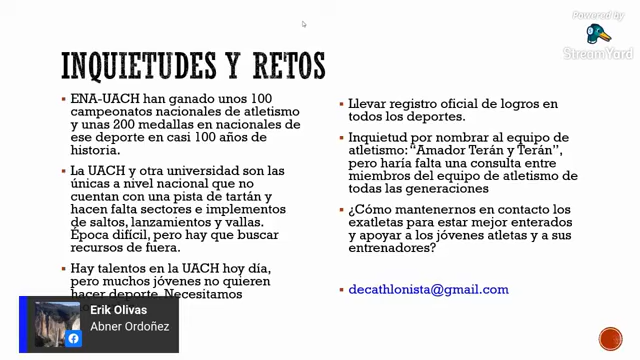 Powered by
StreamYard
INQUIETUDES Y RETOS
ENA-UACH han ganado unos 100
campeonatos nacionales de atletismo
y unas 200 medallas en nacionales de
ese deporte en casi 100 años de
historia.
La UACH y otra universidad son las
únicas a nivel nacional que no
cuentan con una pista de tartán y
hacen falta sectores e implementos
de saltos, lanzamientos y vallas.
Época difícil, pero hay que buscar
recursos de fuera.
Hay talentos en la UACH hoy día,
pero muchos jóvenes no quieren
hacer deporte. Necesitamos
Llevar registro oficial de logros en
todos los deportes.
Inquietud por nombrar al equipo de
atletismo: “Amador Terán y Terán”,
pero haría falta una consulta entre
miembros del equipo de atletismo de
todas las generaciones
¿Cómo mantenernos en contacto los
exatletas para estar mejor enterados
y apoyar a los jóvenes atletas y a sus
entrenadores?
decathlonista@gmail.com
Erik Olivas
Abner Ordoñez